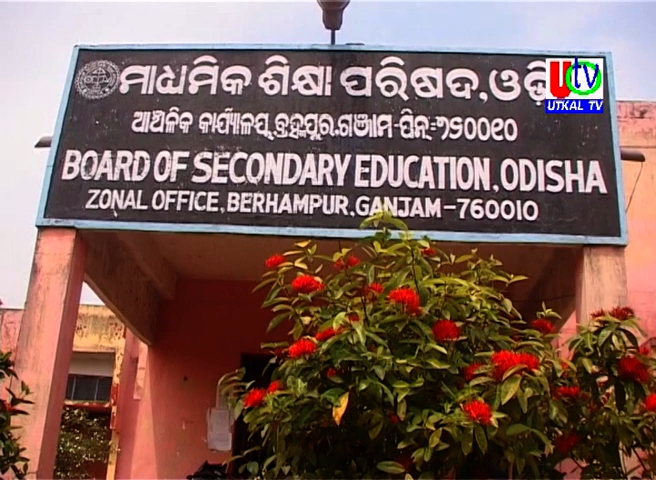 ମାଧ୍ୟମିକ ଶିକ୍ଷା ପରିଷଦ,
ଆଞ୍ଚଳିକ କାର୍ଯ୍ୟାଳୟ, ବ୍ରହ୍ମପୁର, ଗଞ୍ଜାମ-ପିନ୍-୭୬୦୦୧୦
BOARD OF SECONDARY EDUCATION, ODISHA
ZONAL OFFICE, BERHAMPUR, GANJAM-760010
UTV
UTKAL TV